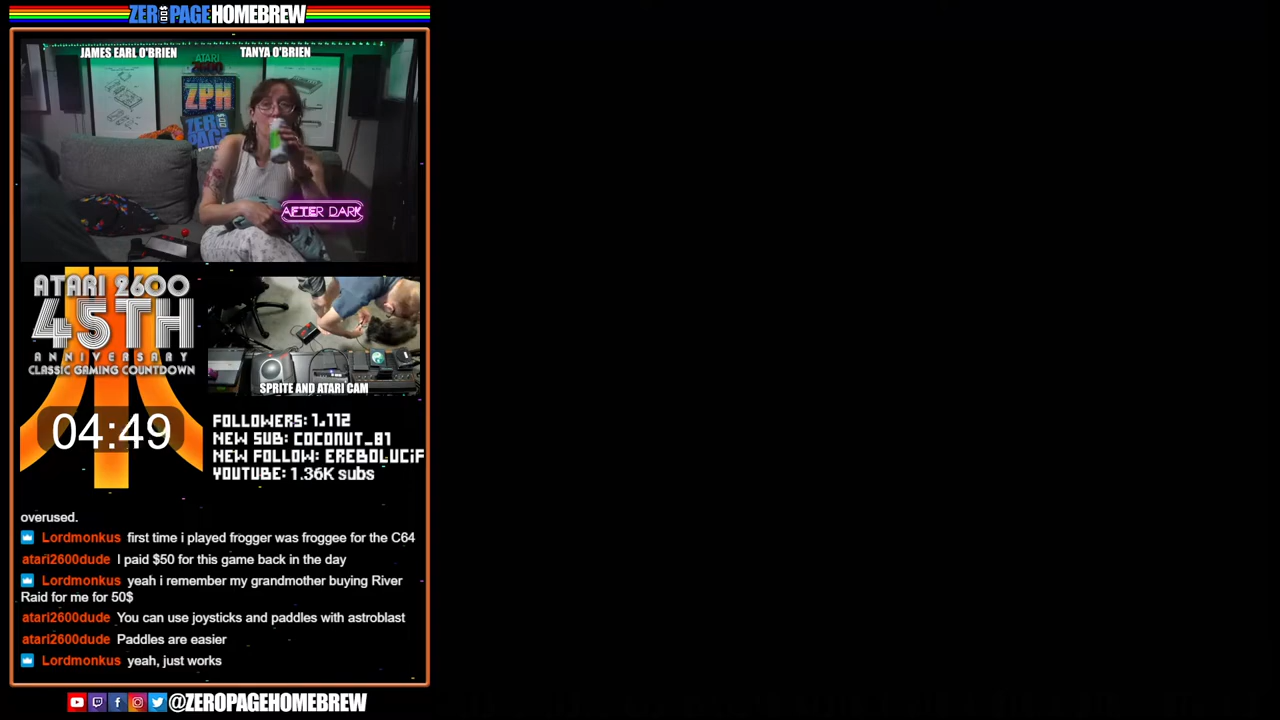 ZEROPAGEHOMEBREW
JAMES EARL O'BRIEN
TANYA O'BRIEN
ATARI
2600
ZPH
ZERO
PAGE
AFTER DARK
ATARI 2600
45TH
ANNIVERSARY
CLASSIC GAMING COUNTDOWN
04:49
SPRITE AND ATARI CAM
FOLLOWERS: 1,112
NEW SUB: COCONUT_81
NEW FOLLOW: EREBOLUCIF
YOUTUBE: 1.36K subs
overused.
Lordmonkus first time i played frogger was froggee for the C64
atari2600dude I paid $50 for this game back in the day
Lordmonkus yeah i remember my grandmother buying River
Raid for me for 50$
atari2600dude You can use joysticks and paddles with astroblast
atari2600dude Paddles are easier
Lordmonkus yeah, just works
@ZEROPAGEHOMEBREW